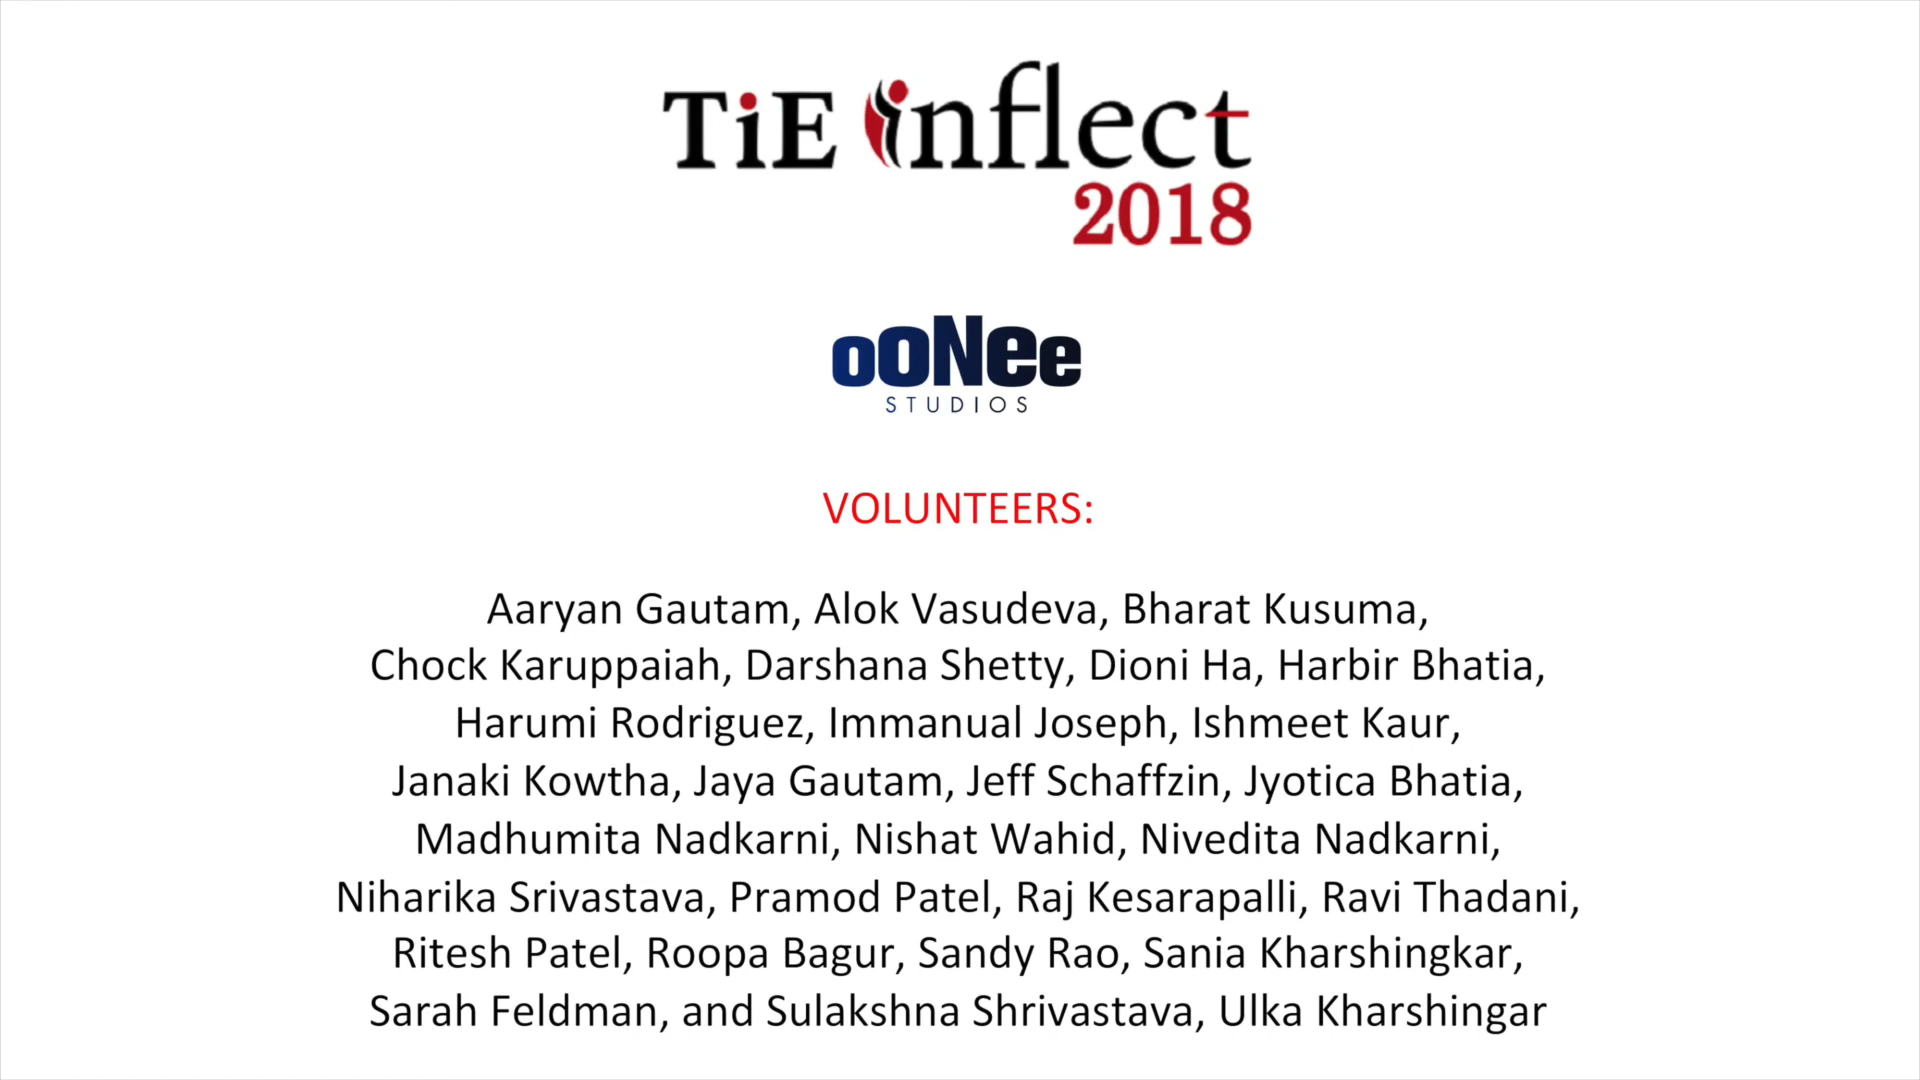 TiE inflect
2018
ooNee
STUDIOS
VOLUNTEERS:
Aaryan Gautam, Alok Vasudeva, Bharat Kusuma,
Chock Karuppaiah, Darshana Shetty, Dioni Ha, Harbir Bhatia,
Harumi Rodriguez, Immanual Joseph, Ishmeet Kaur,
Janaki Kowtha, Jaya Gautam, Jeff Schaffzin, Jyotica Bhatia,
Madhumita Nadkarni, Nishat Wahid, Nivedita Nadkarni,
Niharika Srivastava, Pramod Patel, Raj Kesarapalli, Ravi Thadani,
Ritesh Patel, Roopa Bagur, Sandy Rao, Sania Kharshingkar,
Sarah Feldman, and Sulakshna Shrivastava, Ulka Kharshingar